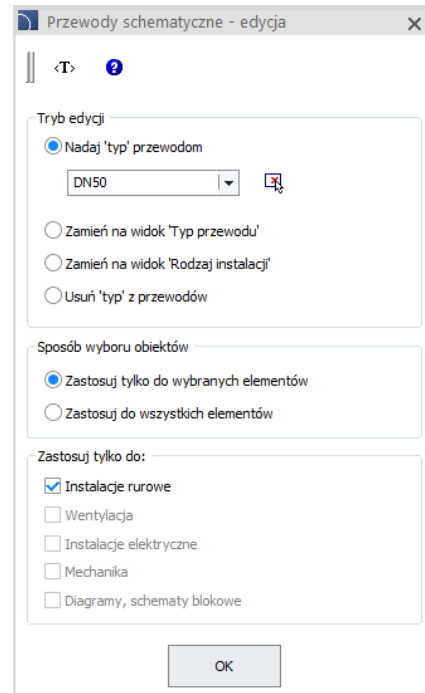 Przewody schematyczne - edycja
<T>
Tryb edycji
Nadaj 'typ' przewodom
DN50
Zamień na widok 'Typ przewodu'
Zamień na widok 'Rodzaj instalacji'
Usuń 'typ' z przewodów
Sposób wyboru obiektów
Zastosuj tylko do wybranych elementów
Zastosuj do wszystkich elementów
Zastosuj tylko do:
Instalacje rurowe
Wentylacja
Instalacje elektryczne
Mechanika
Diagramy, schematy blokowe
OK